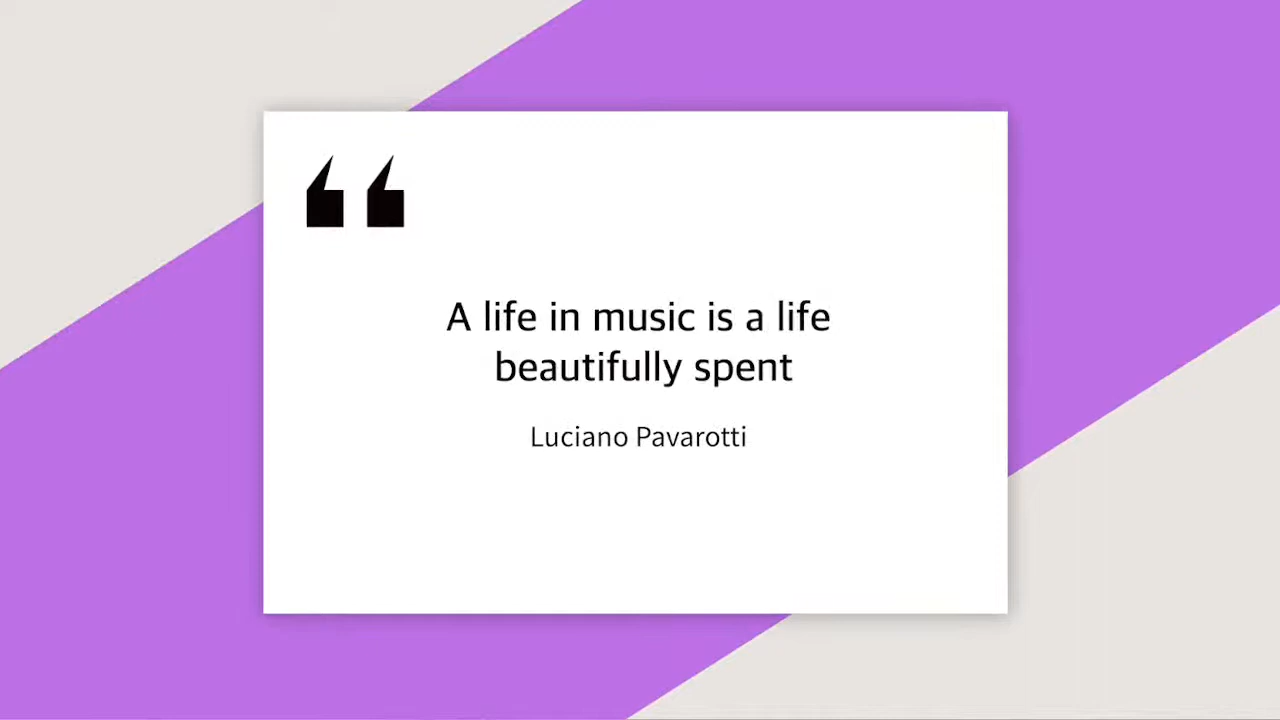 “
A life in music is a life
beautifully spent
Luciano Pavarotti